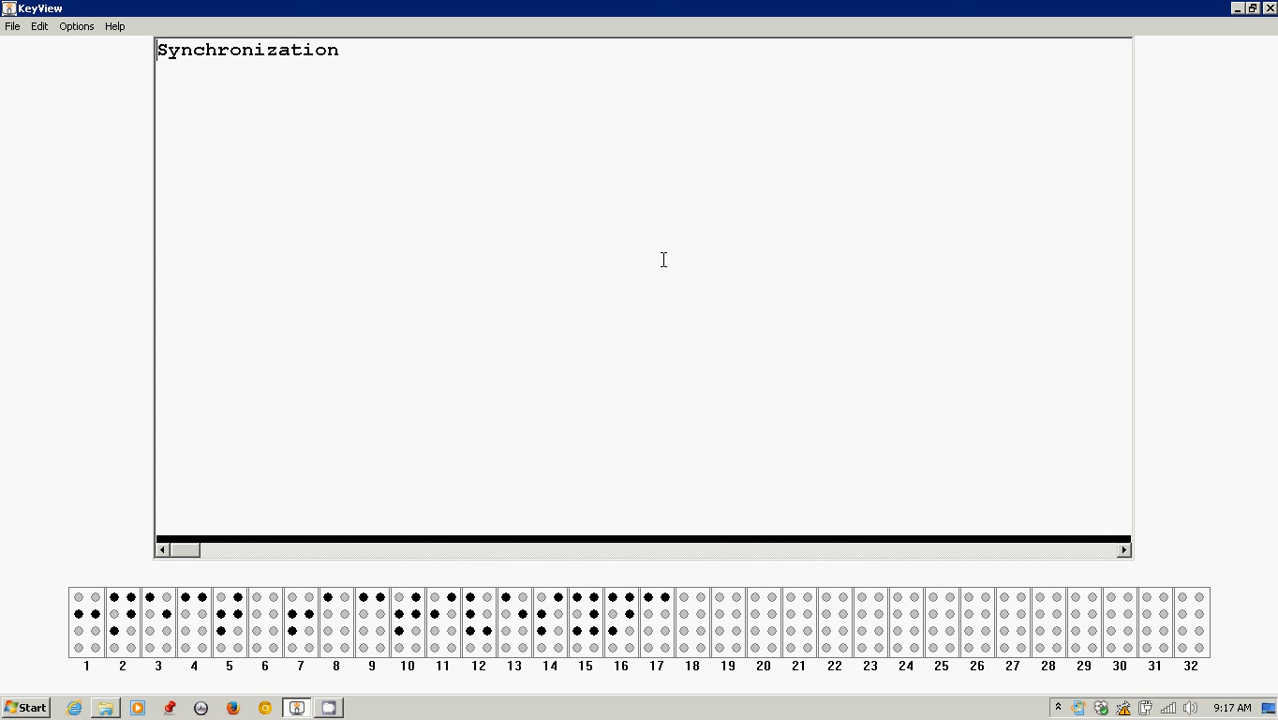 KeyView
File Edit Options Help
Synchronization
⠒⠝⠑⠉⠞ ⠖⠁⠉⠞⠊⠧⠑⠎⠽⠝⠉
1 2 3 4 5 6 7 8 9 10 11 12 13 14 15 16 17 18 19 20 21 22 23 24 25 26 27 28 29 30 31 32
Start 9:17 AM